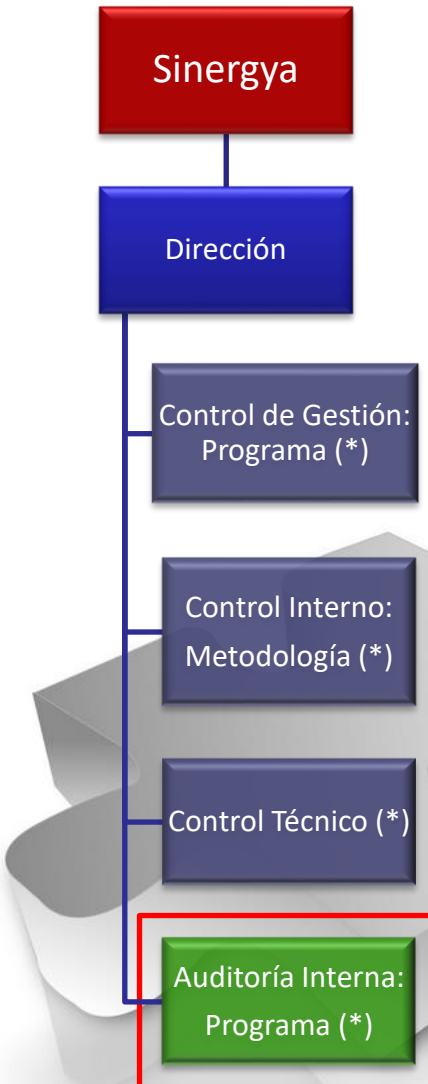 Sinergya
Dirección
Control de Gestión:
Programa (*)
Control Interno:
Metodología (*)
Control Técnico (*)
Auditoría Interna:
Programa (*)